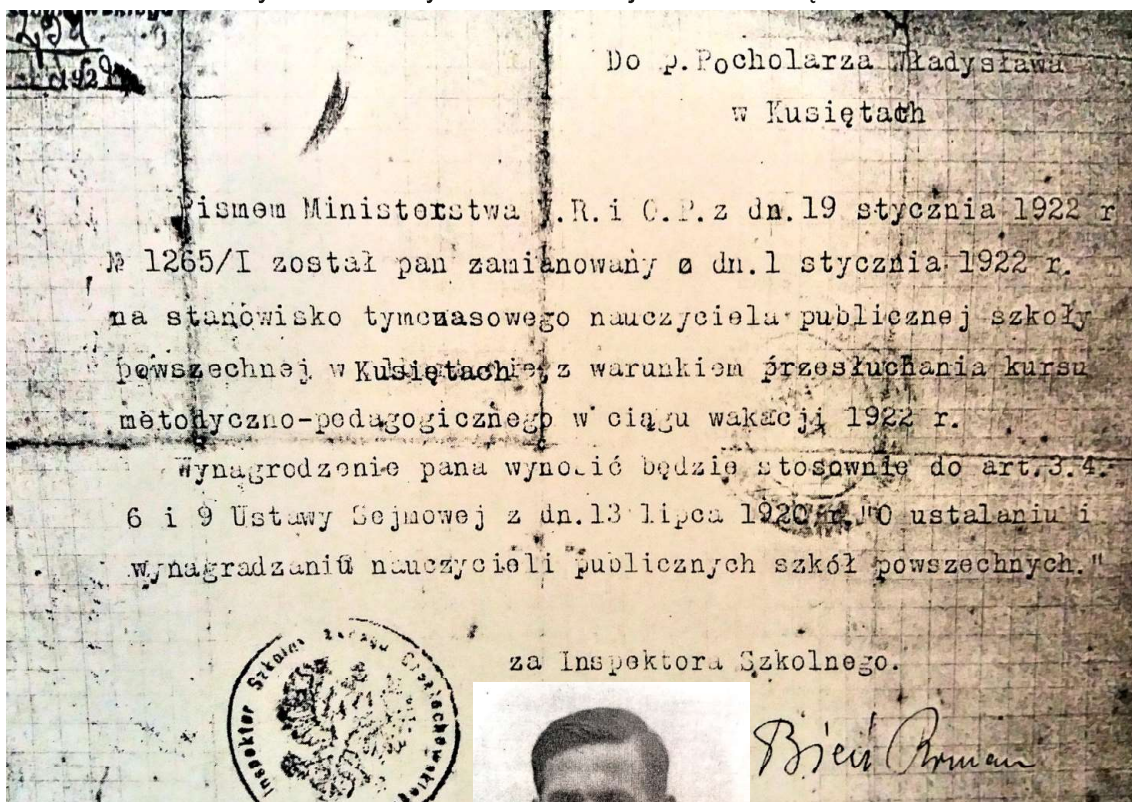 Do p.Pocholarza Władysława
w Kusiętach
Pismem Ministerstwa W.R. i O.P. z dn.19 stycznia 1922 r
№ 1265/I został pan zamianowany z dn.1 stycznia 1922 r.
na stanowisko tymczasowego nauczyciela publicznej szkoły
powszechnej w Kusiętach z warunkiem przesłuchania kursu
metodyczno-pedagogicznego w ciągu wakacji 1922 r.
Wynagrodzenie pana wynosić będzie stosownie do art.3.4.
6 i 9 Ustawy Sejmowej z dn.13 lipca 1920 r."O ustalaniu i
wynagradzaniu nauczycieli publicznych szkół powszechnych."
za Inspektora Szkolnego.
Inspektor Szkolny
Bień Roman